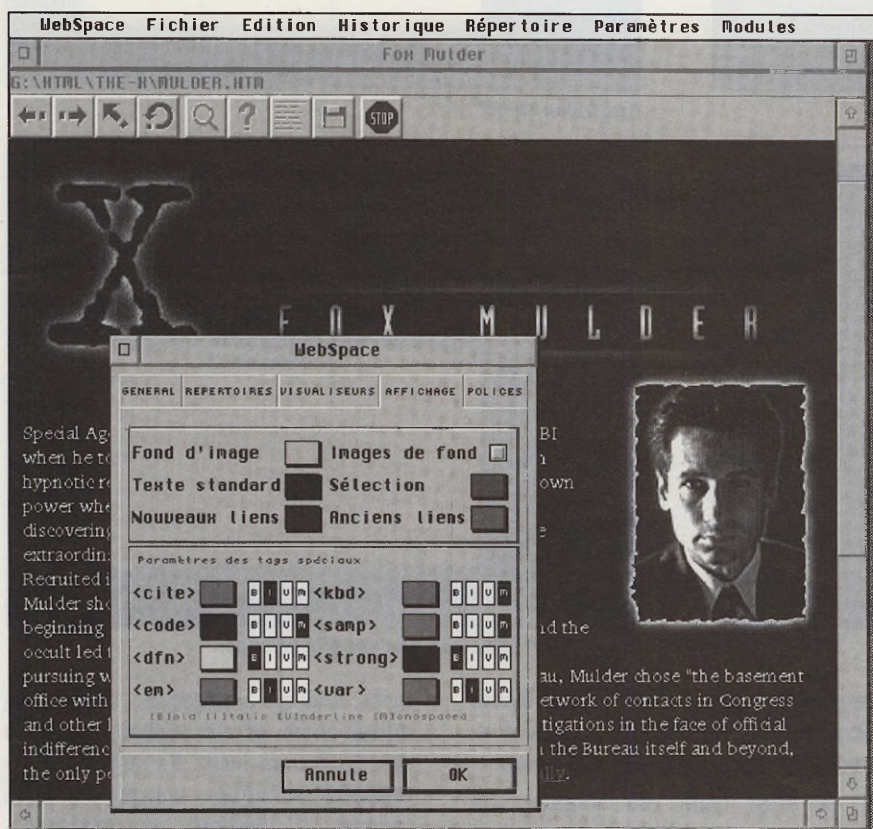 WebSpace Fichier Edition Historique Répertoire Paramètres Modules
Fox Mulder
G:\HTML\THE-X\MULDER.HTM
STOP
X
FOX MULDER
WebSpace
GENERAL REPERTOIRES VISUALISEURS AFFICHAGE POLICES
Fond d'image Images de fond
Texte standard Sélection
Nouveaux liens Anciens liens
Paramètres des tags spéciaux
<cite> B I U M <kbd> B I U M
<code> B I U M <samp> B I U M
<dfn> B I U M <strong> B I U M
<em> B I U M <var> B I U M
[B]old [I]talic [U]nderline [M]onospaced
Annule OK
Special Ag BI
when he to
hypnotic re own
power whe
discovering
extraordina
Recruited i
Mulder sho
beginning nd the
occult led t
pursuing w au, Mulder chose "the basement
office with etwork of contacts in Congress
and other l tigations in the face of official
indifferenc the Bureau itself and beyond,
the only po lly.